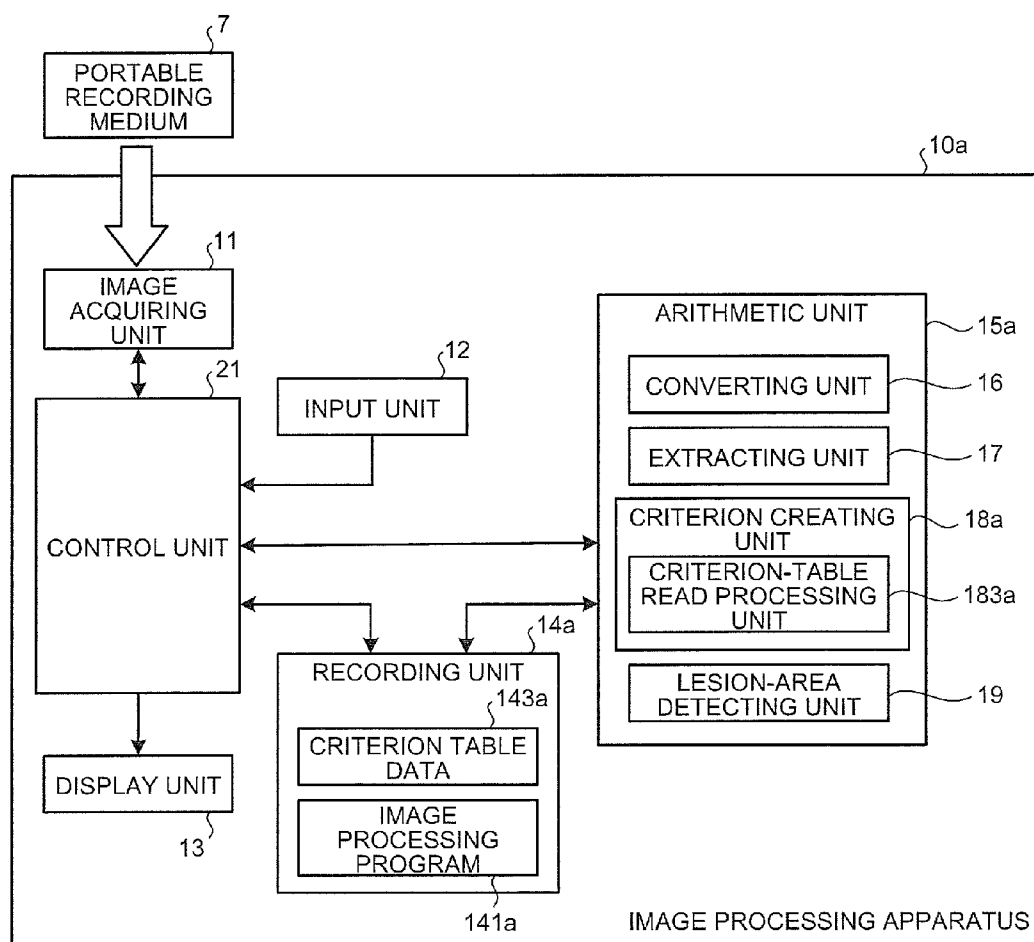 7
PORTABLE
RECORDING
MEDIUM
10a
11
IMAGE
ACQUIRING
UNIT
21
CONTROL UNIT
12
INPUT UNIT
ARITHMETIC UNIT
15a
CONVERTING UNIT
16
EXTRACTING UNIT
17
CRITERION CREATING
UNIT
18a
CRITERION-TABLE
READ PROCESSING
UNIT
183a
LESION-AREA
DETECTING UNIT
19
14a
RECORDING UNIT
143a
CRITERION TABLE
DATA
IMAGE
PROCESSING
PROGRAM
141a
DISPLAY UNIT
13
IMAGE PROCESSING APPARATUS